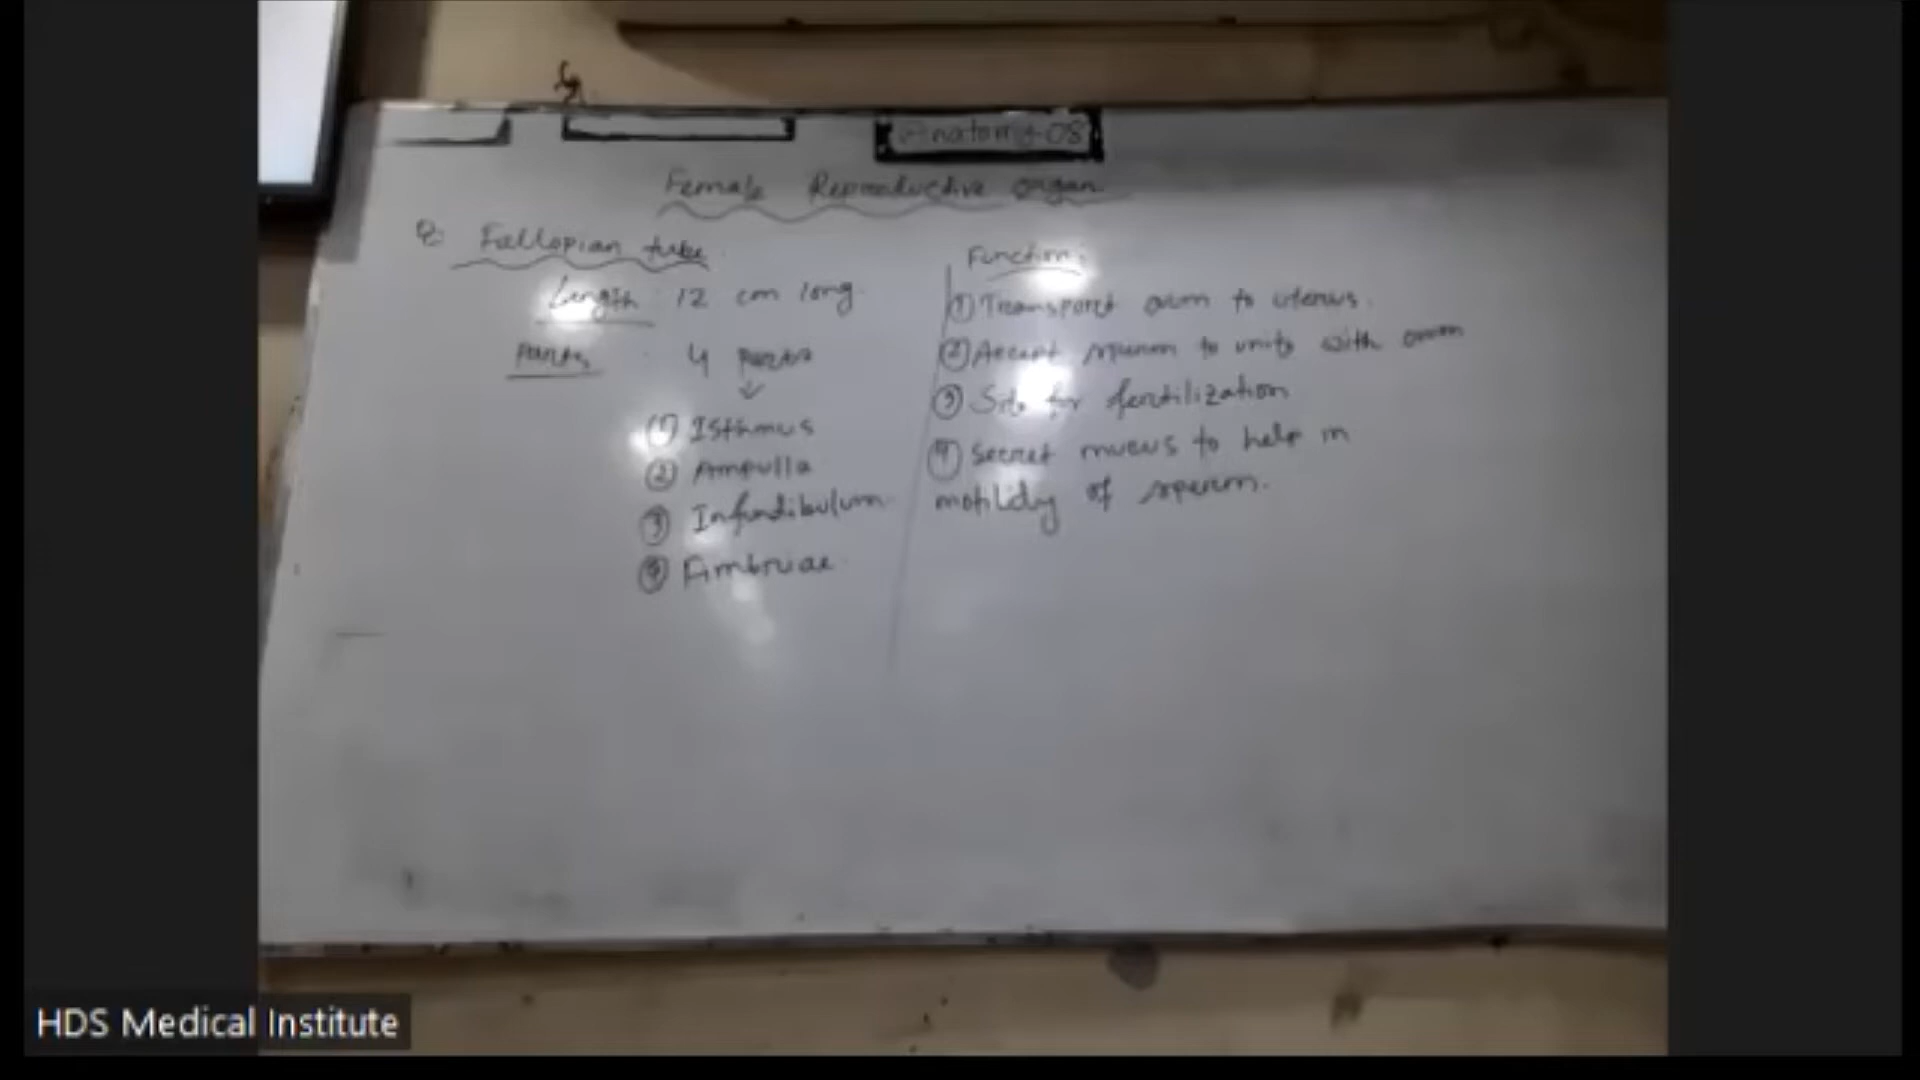 Anatomy-08
Female Reproductive organ
Q: Fallopian tube
Length : 12 cm long
Parts : 4 parts
① Isthmus
② Ampulla
③ Infundibulum
④ Fimbriae
Function:
① Transport ovum to uterus.
② Accept sperm to unite with ovum
③ Site for fertilization
④ Secret mucus to help in
motility of sperm.
HDS Medical Institute